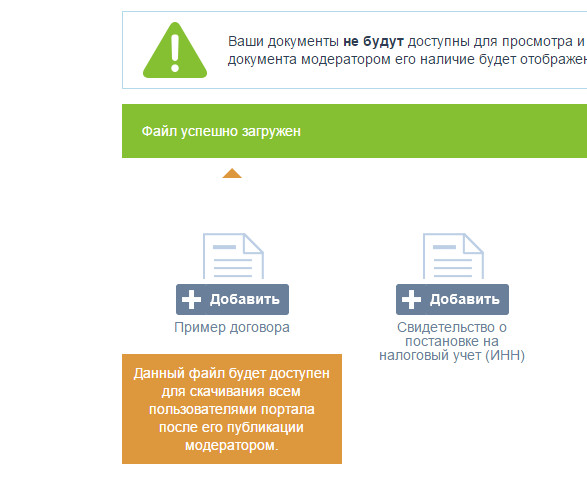 Ваши документы не будут доступны для просмотра и
документа модератором его наличие будет
Файл успешно загружен
Добавить
Пример договора
Добавить
Свидетельство о
постановке на
налоговый учет (ИНН)
Данный файл будет доступен
для скачивания всем
пользователями портала
после его публикации
модератором.